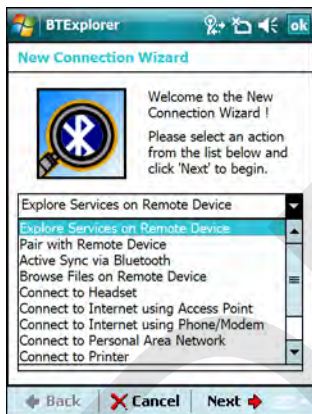 BTExplorer ok
New Connection Wizard
Welcome to the New
Connection Wizard !
Please select an action
from the list below and
click 'Next' to begin.
Explore Services on Remote Device
Explore Services on Remote Device
Pair with Remote Device
Active Sync via Bluetooth
Browse Files on Remote Device
Connect to Headset
Connect to Internet using Access Point
Connect to Internet using Phone/Modem
Connect to Personal Area Network
Connect to Printer
Back Cancel Next